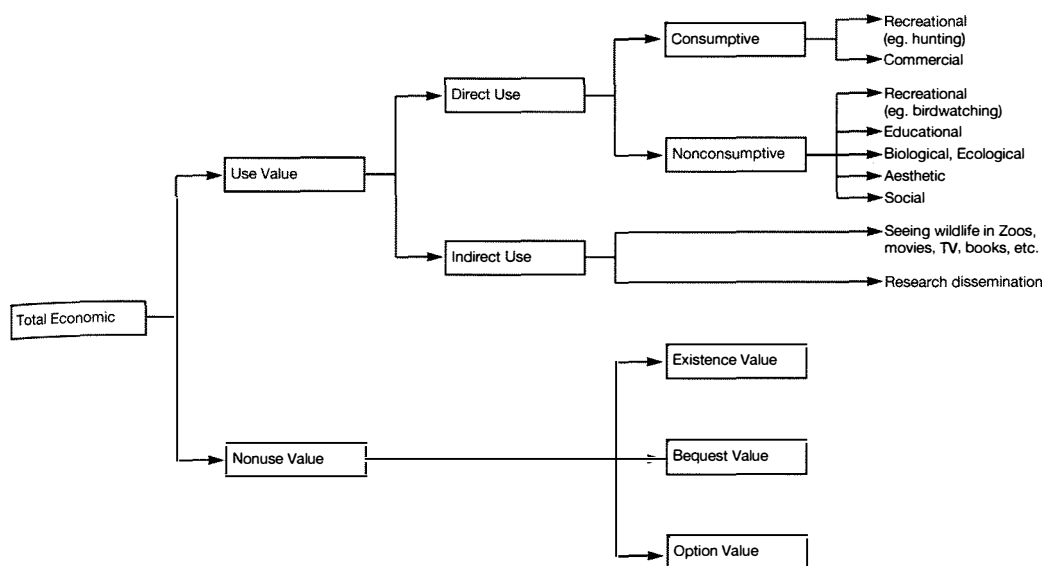 Total Economic
Use Value
Direct Use
Consumptive
Recreational
(eg. hunting)
Commercial
Nonconsumptive
Recreational
(eg. birdwatching)
Educational
Biological, Ecological
Aesthetic
Social
Indirect Use
Seeing wildlife in Zoos,
movies, TV, books, etc.
Research dissemination
Nonuse Value
Existence Value
Bequest Value
Option Value